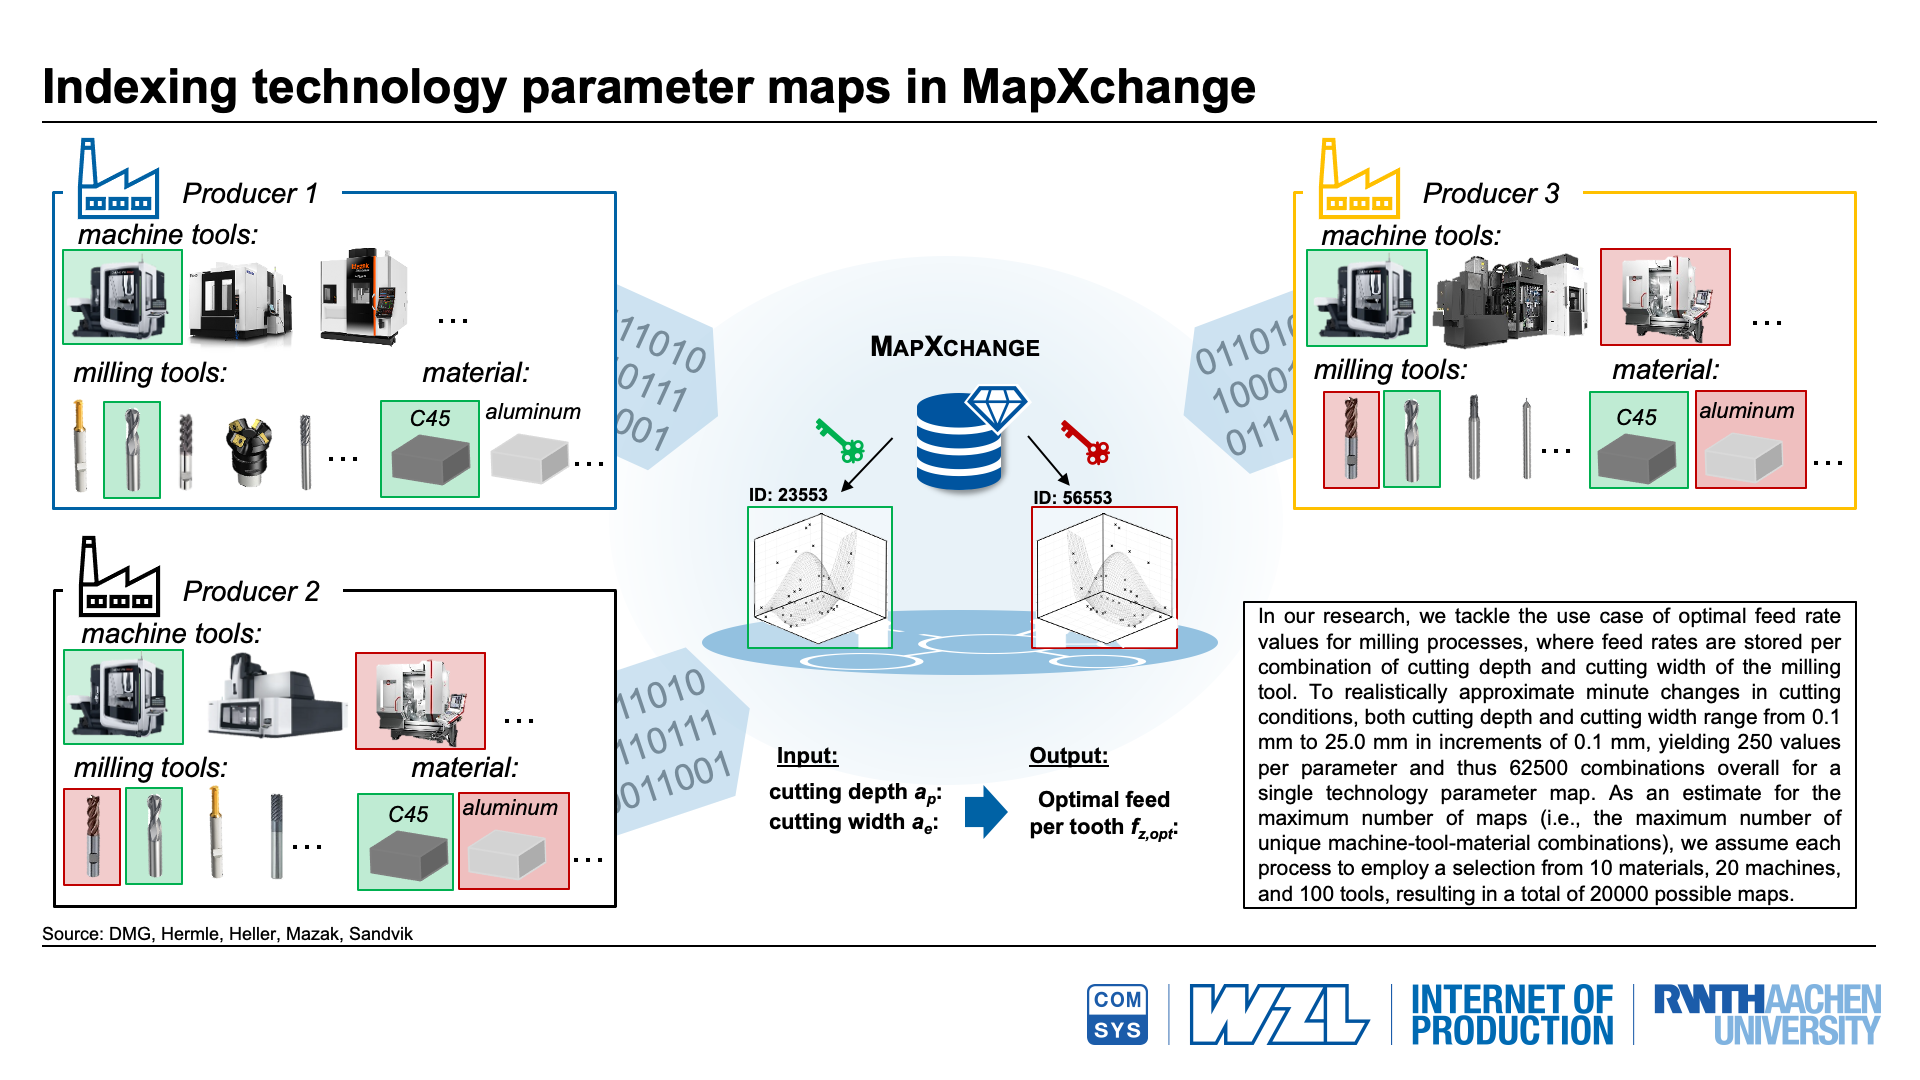 Indexing technology parameter maps in MapXchange
Producer 1
machine tools:
...
milling tools:
material:
C45
aluminum
...
...
Producer 2
machine tools:
...
milling tools:
material:
C45
aluminum
...
...
11010
0111
001
11010
110111
0011001
MAPXCHANGE
ID: 23553
ID: 56553
Input:
cutting depth ap:
cutting width ae:
Output:
Optimal feed
per tooth fz,opt:
01101
1000
0111
Producer 3
machine tools:
...
milling tools:
material:
C45
aluminum
...
...
In our research, we tackle the use case of optimal feed rate
values for milling processes, where feed rates are stored per
combination of cutting depth and cutting width of the milling
tool. To realistically approximate minute changes in cutting
conditions, both cutting depth and cutting width range from 0.1
mm to 25.0 mm in increments of 0.1 mm, yielding 250 values
per parameter and thus 62500 combinations overall for a
single technology parameter map. As an estimate for the
maximum number of maps (i.e., the maximum number of
unique machine-tool-material combinations), we assume each
process to employ a selection from 10 materials, 20 machines,
and 100 tools, resulting in a total of 20000 possible maps.
Source: DMG, Hermle, Heller, Mazak, Sandvik
COM
SYS
WZL
INTERNET OF
PRODUCTION
RWTH AACHEN
UNIVERSITY